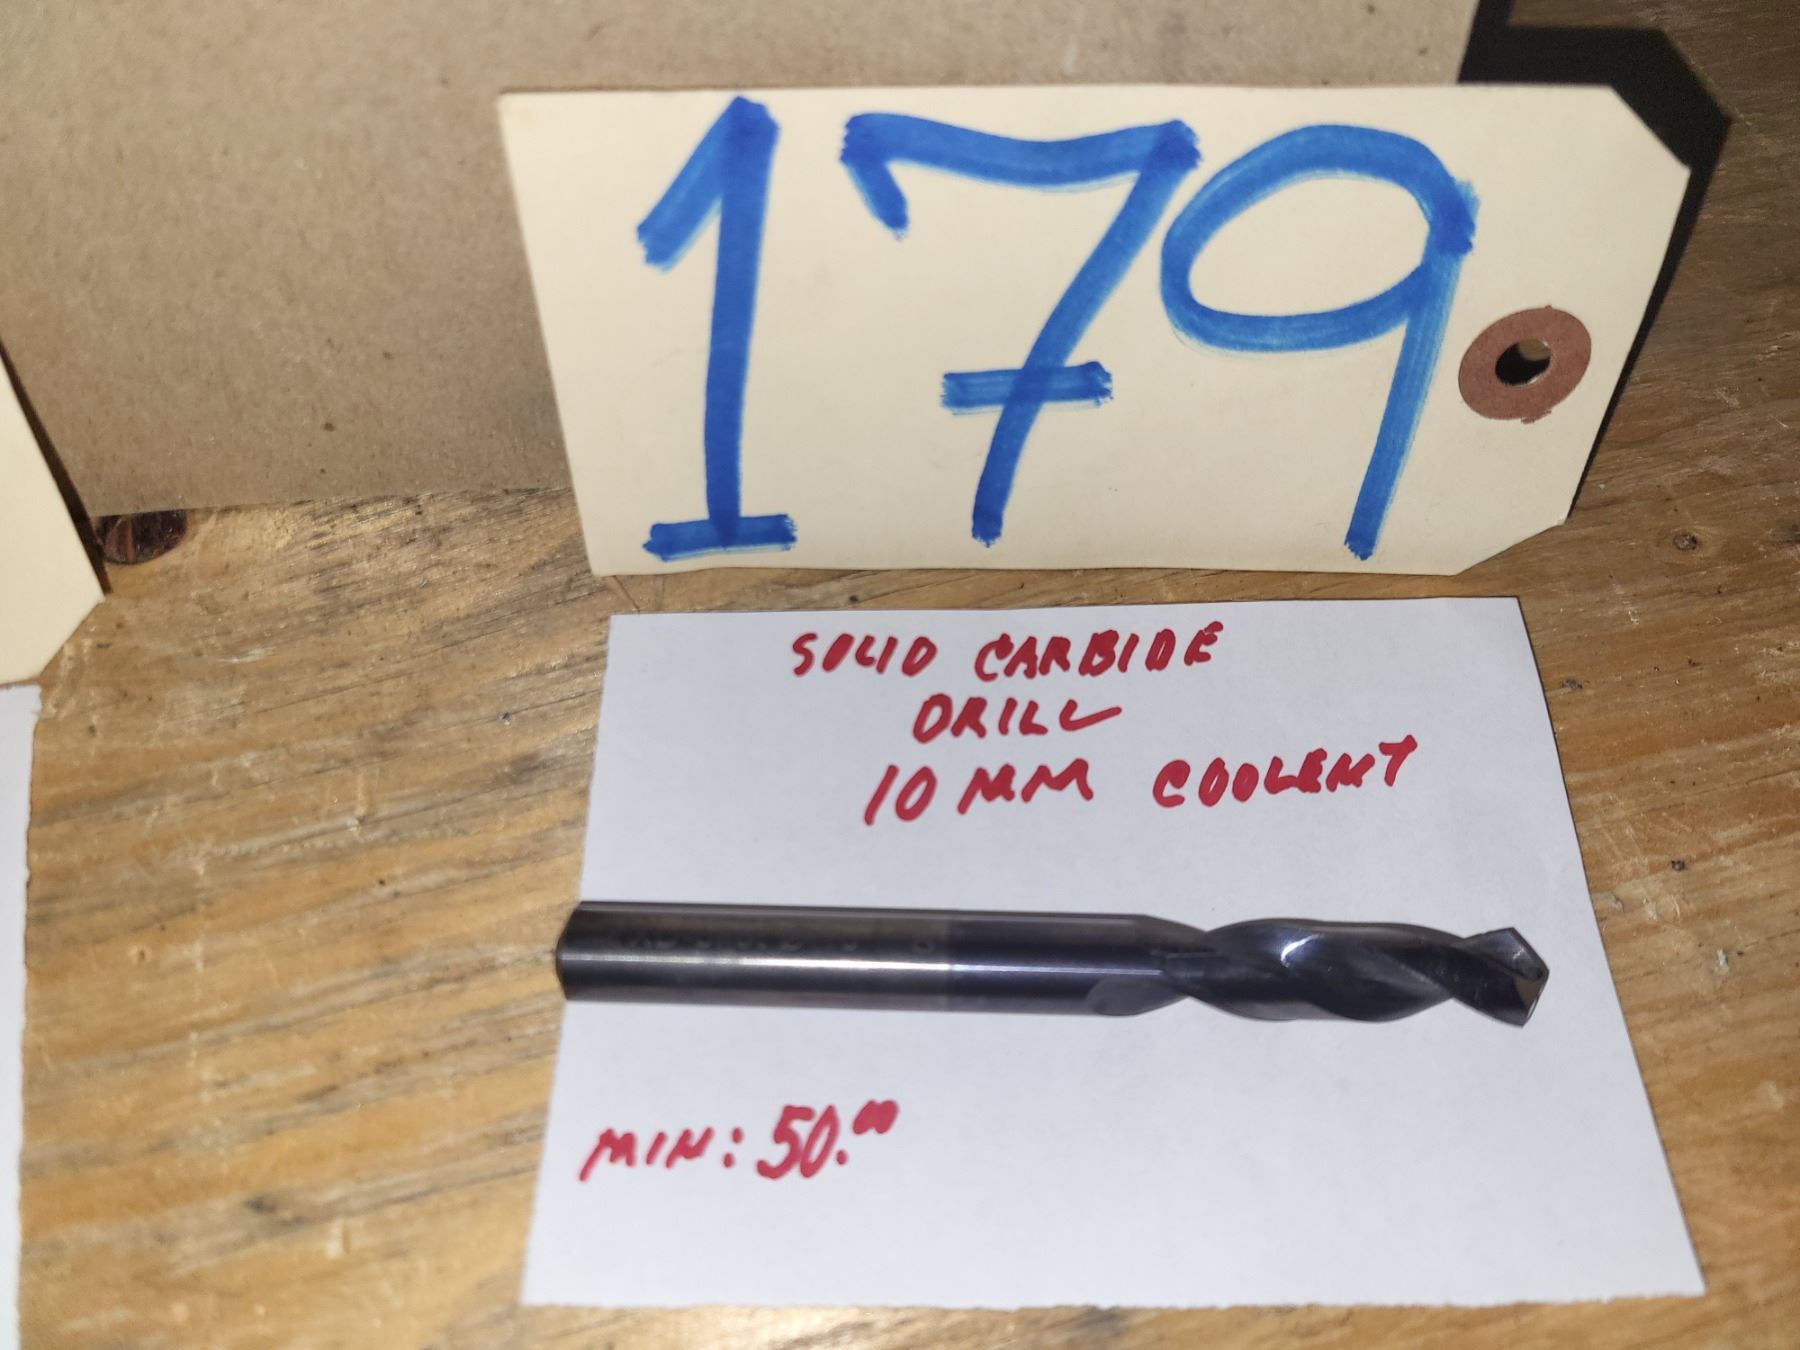 179
SOLID CARBIDE
DRILL
10 MM COOLENT
MIN: 50.00